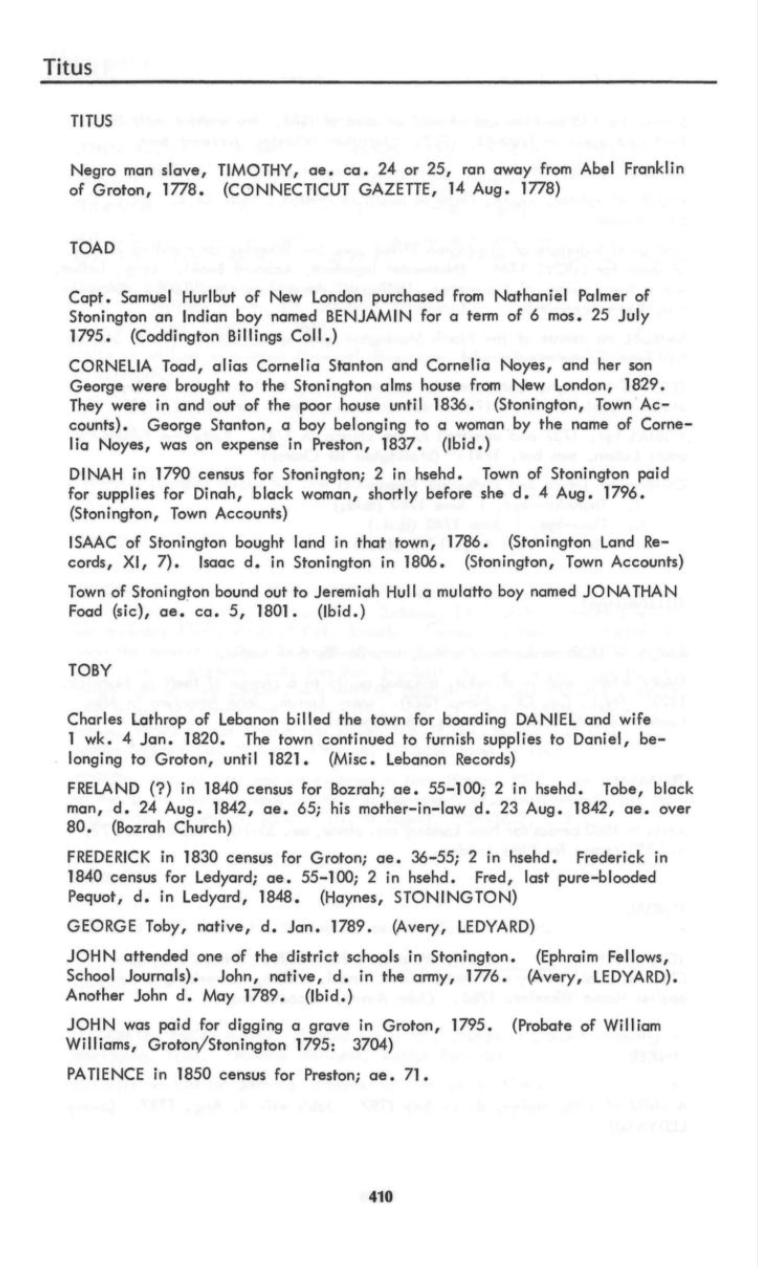 Titus
TITUS
Negro man slave, TIMOTHY, ae. ca. 24 or 25, ran away from Abel Franklin
of Groton, 1778. (CONNECTICUT GAZETTE, 14 Aug. 1778)
TOAD
Capt. Samuel Hurlbut of New London purchased from Nathaniel Palmer of
Stonington an Indian boy named BENJAMIN for a term of 6 mos. 25 July
1795. (Coddington Billings Coll.)
CORNELIA Toad, alias Cornelia Stanton and Cornelia Noyes, and her son
George were brought to the Stonington alms house from New London, 1829.
They were in and out of the poor house until 1836. (Stonington, Town Ac-
counts). George Stanton, a boy belonging to a woman by the name of Corne-
lia Noyes, was on expense in Preston, 1837. (Ibid.)
DINAH in 1790 census for Stonington; 2 in hsehd. Town of Stonington paid
for supplies for Dinah, black woman, shortly before she d. 4 Aug. 1796.
(Stonington, Town Accounts)
ISAAC of Stonington bought land in that town, 1786. (Stonington Land Re-
cords, XI, 7). Isaac d. in Stonington in 1806. (Stonington, Town Accounts)
Town of Stonington bound out to Jeremiah Hull a mulatto boy named JONATHAN
Foad (sic), ae. ca. 5, 1801. (Ibid.)
TOBY
Charles Lathrop of Lebanon billed the town for boarding DANIEL and wife
1 wk. 4 Jan. 1820. The town continued to furnish supplies to Daniel, be-
longing to Groton, until 1821. (Misc. Lebanon Records)
FRELAND (?) in 1840 census for Bozrah; ae. 55-100; 2 in hsehd. Tobe, black
man, d. 24 Aug. 1842, ae. 65; his mother-in-law d. 23 Aug. 1842, ae. over
80. (Bozrah Church)
FREDERICK in 1830 census for Groton; ae. 36-55; 2 in hsehd. Frederick in
1840 census for Ledyard; ae. 55-100; 2 in hsehd. Fred, last pure-blooded
Pequot, d. in Ledyard, 1848. (Haynes, STONINGTON)
GEORGE Toby, native, d. Jan. 1789. (Avery, LEDYARD)
JOHN attended one of the district schools in Stonington. (Ephraim Fellows,
School Journals). John, native, d. in the army, 1776. (Avery, LEDYARD).
Another John d. May 1789. (Ibid.)
JOHN was paid for digging a grave in Groton, 1795. (Probate of William
Williams, Groton/Stonington 1795: 3704)
PATIENCE in 1850 census for Preston; ae. 71.
410